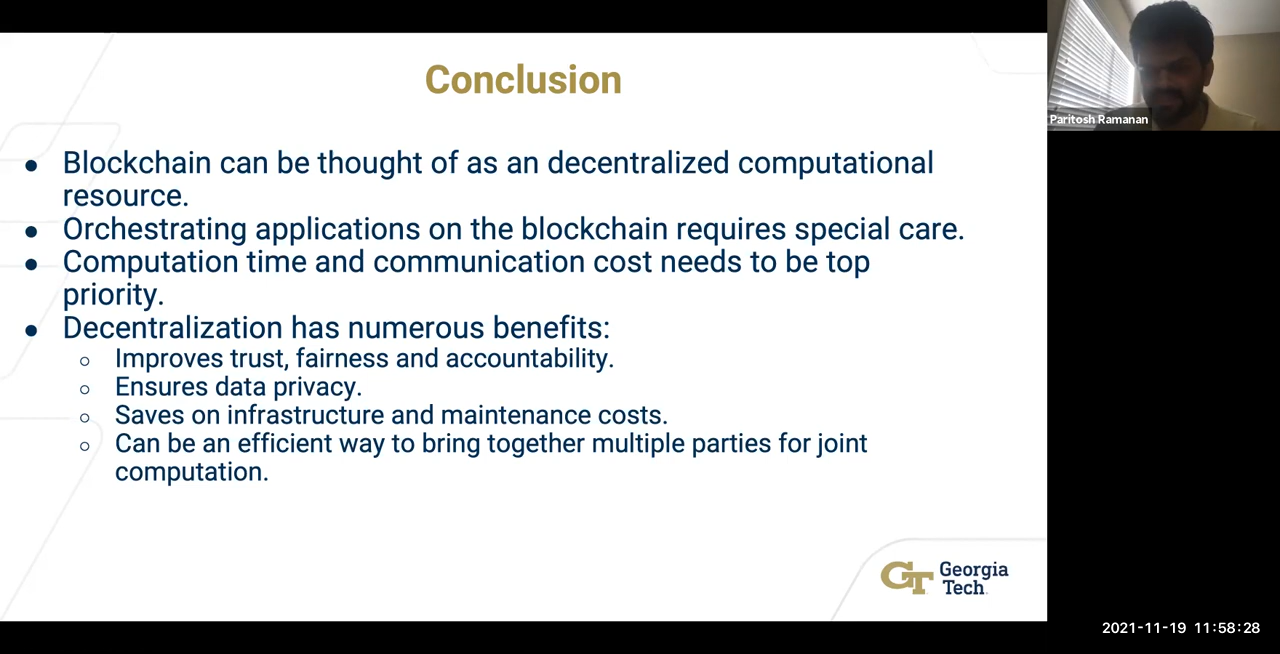 Conclusion
● Blockchain can be thought of as an decentralized computational
resource.
● Orchestrating applications on the blockchain requires special care.
● Computation time and communication cost needs to be top
priority.
● Decentralization has numerous benefits:
○ Improves trust, fairness and accountability.
○ Ensures data privacy.
○ Saves on infrastructure and maintenance costs.
○ Can be an efficient way to bring together multiple parties for joint
computation.
GT Georgia
Tech
Paritosh Ramanan
2021-11-19 11:58:28